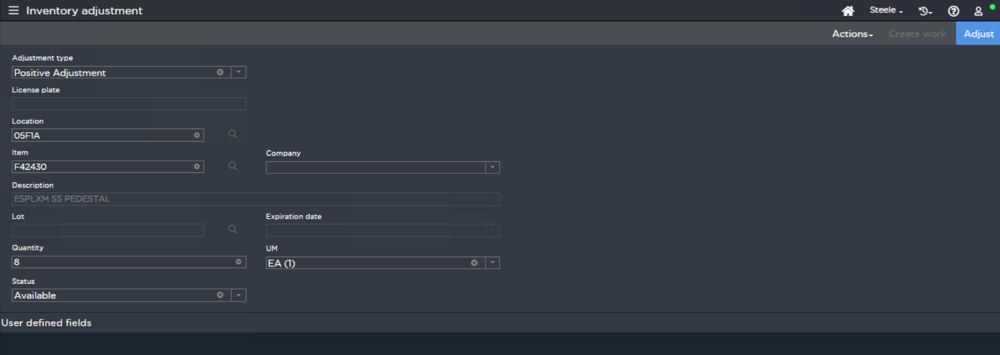 Inventory adjustment
Steele
Actions
Create work
Adjust
Adjustment type
Positive Adjustment
License plate
Location
05F1A
Item
F42430
Company
Description
ESPLXM SS PEDESTAL
Lot
Expiration date
Quantity
8
UM
EA (1)
Status
Available
User defined fields